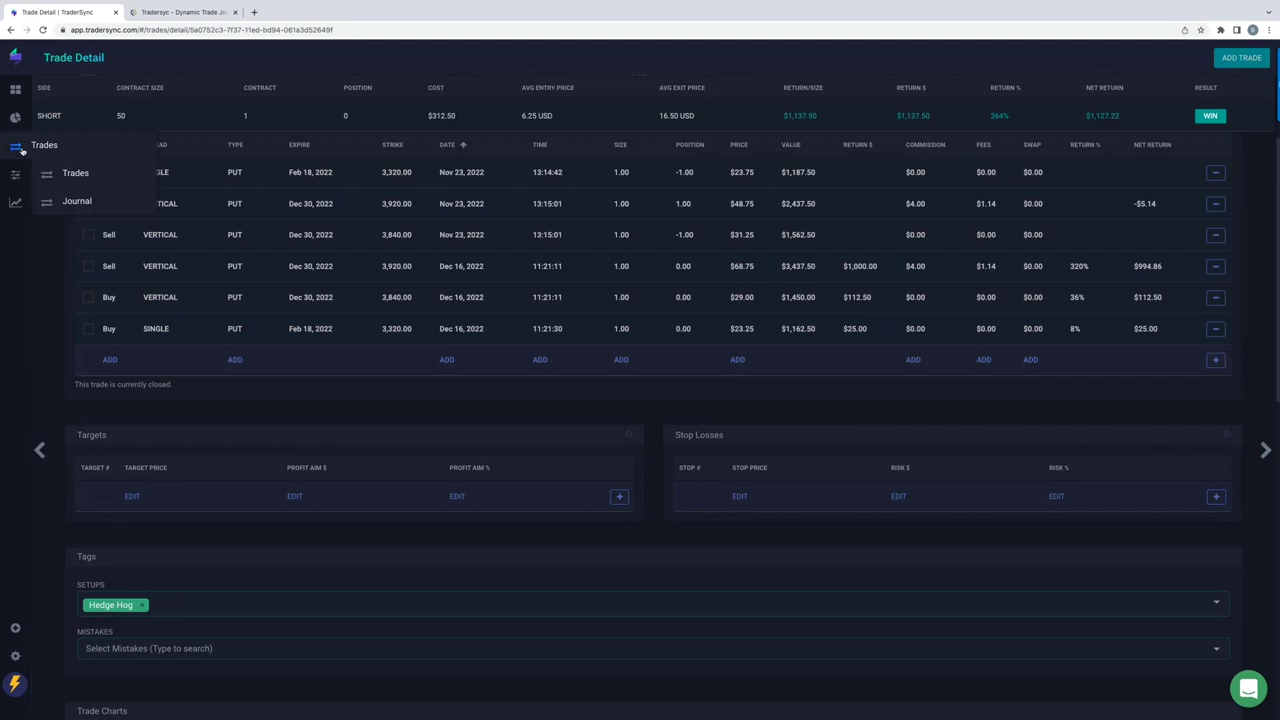 Trade Detail | TraderSync
Tradersyc - Dynamic Trade Jo
app.tradersync.com/#/trades/detail/5a0752c3-7f37-11ed-bd94-061a3d52649f
Trade Detail
ADD TRADE
SIDE CONTRACT SIZE CONTRACT POSITION COST AVG ENTRY PRICE AVG EXIT PRICE RETURN/SIZE RETURN $ RETURN % NET RETURN RESULT
SHORT 50 1 0 $312.50 6.25 USD 16.50 USD $1,137.50 $1,137.50 364% $1,127.22 WIN
Trades
Trades
Journal
EAD TYPE EXPIRE STRIKE DATE TIME SIZE POSITION PRICE VALUE RETURN $ COMMISSION FEES SWAP RETURN % NET RETURN
GLE PUT Feb 18, 2022 3,320.00 Nov 23, 2022 13:14:42 1.00 -1.00 $23.75 $1,187.50 $0.00 $0.00 $0.00
VERTICAL PUT Dec 30, 2022 3,920.00 Nov 23, 2022 13:15:01 1.00 1.00 $48.75 $2,437.50 $4.00 $1.14 $0.00 -$5.14
Sell VERTICAL PUT Dec 30, 2022 3,840.00 Nov 23, 2022 13:15:01 1.00 -1.00 $31.25 $1,562.50 $0.00 $0.00 $0.00
Sell VERTICAL PUT Dec 30, 2022 3,920.00 Dec 16, 2022 11:21:11 1.00 0.00 $68.75 $3,437.50 $1,000.00 $4.00 $1.14 $0.00 320% $994.86
Buy VERTICAL PUT Dec 30, 2022 3,840.00 Dec 16, 2022 11:21:11 1.00 0.00 $29.00 $1,450.00 $112.50 $0.00 $0.00 $0.00 36% $112.50
Buy SINGLE PUT Feb 18, 2022 3,320.00 Dec 16, 2022 11:21:30 1.00 0.00 $23.25 $1,162.50 $25.00 $0.00 $0.00 $0.00 8% $25.00
ADD ADD ADD ADD ADD ADD ADD ADD ADD
This trade is currently closed.
Targets
TARGET # TARGET PRICE PROFIT AIM $ PROFIT AIM %
EDIT EDIT EDIT
Stop Losses
STOP # STOP PRICE RISK $ RISK %
EDIT EDIT EDIT
Tags
SETUPS
Hedge Hog ×
MISTAKES
Select Mistakes (Type to search)
Trade Charts